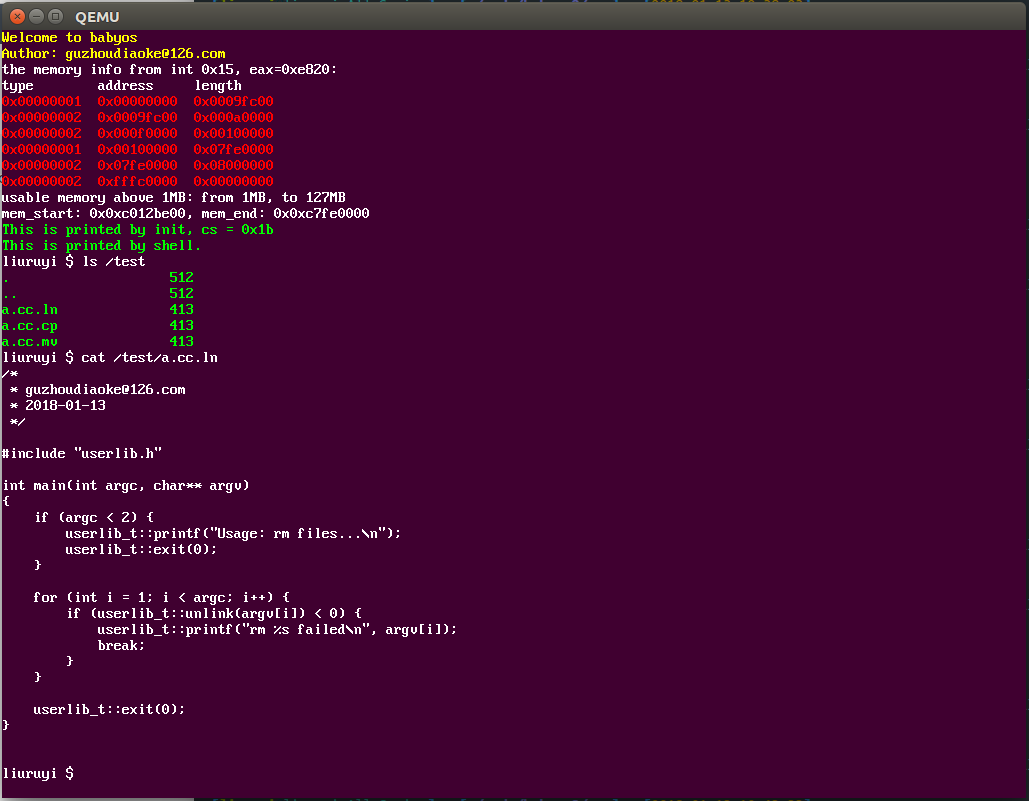 QEMU
Welcome to babyos
Author: guzhoudiaoke@126.com
the memory info from int 0x15, eax=0xe820:
type        address     length
0x00000001  0x00000000  0x0009fc00
0x00000002  0x0009fc00  0x000a0000
0x00000002  0x000f0000  0x00100000
0x00000001  0x00100000  0x07fe0000
0x00000002  0x07fe0000  0x08000000
0x00000002  0xfffc0000  0x00000000
usable memory above 1MB: from 1MB, to 127MB
mem_start: 0x0xc012be00, mem_end: 0x0xc7fe0000
This is printed by init, cs = 0x1b
This is printed by shell.
liuruyi $ ls /test
.                    512
..                   512
a.cc.ln              413
a.cc.cp              413
a.cc.mv              413
liuruyi $ cat /test/a.cc.ln
/*
 * guzhoudiaoke@126.com
 * 2018-01-13
 */
#include "userlib.h"
int main(int argc, char** argv)
{
    if (argc < 2) {
        userlib_t::printf("Usage: rm files...\n");
        userlib_t::exit(0);
    }
    for (int i = 1; i < argc; i++) {
        if (userlib_t::unlink(argv[i]) < 0) {
            userlib_t::printf("rm %s failed\n", argv[i]);
            break;
        }
    }
    userlib_t::exit(0);
}
liuruyi $